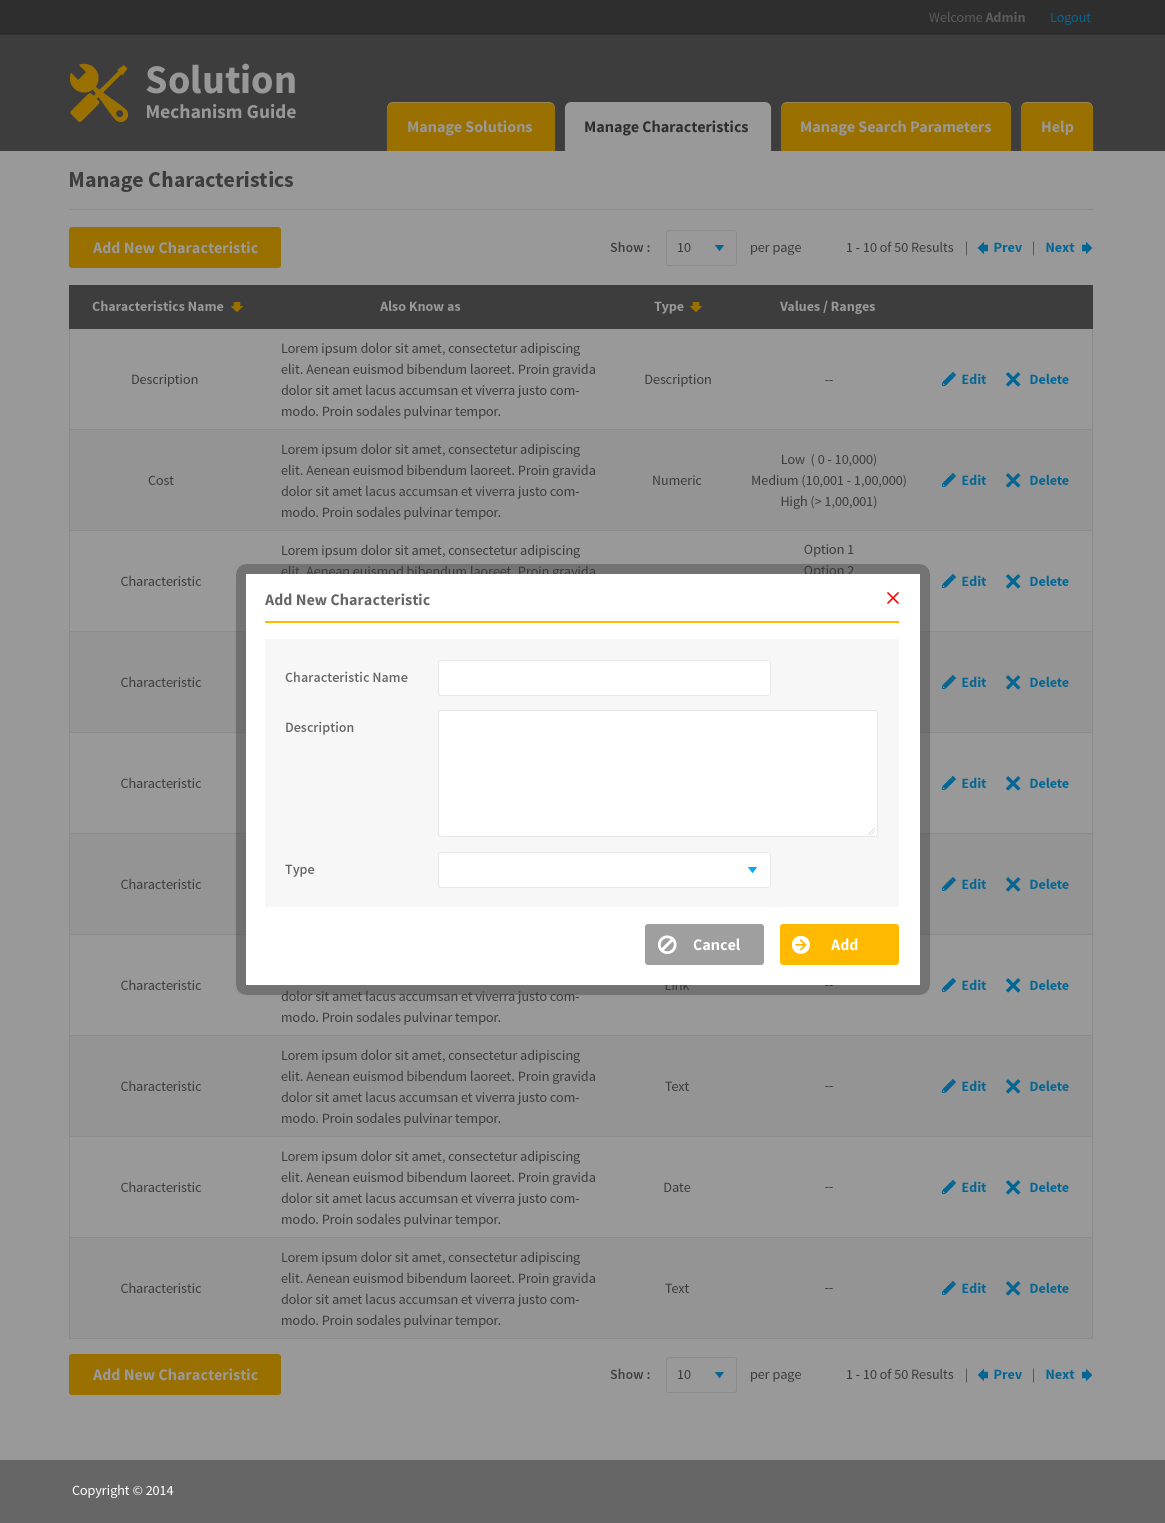 Welcome Admin Logout
Solution
Mechanism Guide
Manage Solutions
Manage Characteristics
Manage Search Parameters
Help
Manage Characteristics
Add New Characteristic
Show : 10 per page 1 - 10 of 50 Results | Prev | Next
Characteristics Name Also Know as Type Values / Ranges
Description
Lorem ipsum dolor sit amet, consectetur adipiscing
elit. Aenean euismod bibendum laoreet. Proin gravida
dolor sit amet lacus accumsan et viverra justo com-
modo. Proin sodales pulvinar tempor.
Description
--
Edit Delete
Cost
Lorem ipsum dolor sit amet, consectetur adipiscing
elit. Aenean euismod bibendum laoreet. Proin gravida
dolor sit amet lacus accumsan et viverra justo com-
modo. Proin sodales pulvinar tempor.
Numeric
Low ( 0 - 10,000)
Medium (10,001 - 1,00,000)
High (> 1,00,001)
Edit Delete
Characteristic
Lorem ipsum dolor sit amet, consectetur adipiscing
elit. Aenean euismod bibendum laoreet. Proin gravida
Option 1
Option 2
Edit Delete
Add New Characteristic
Characteristic Name
Description
Type
Cancel
Add
Characteristic
Edit Delete
Characteristic
Edit Delete
Characteristic
Edit Delete
Characteristic
dolor sit amet lacus accumsan et viverra justo com-
modo. Proin sodales pulvinar tempor.
Link
--
Edit Delete
Characteristic
Lorem ipsum dolor sit amet, consectetur adipiscing
elit. Aenean euismod bibendum laoreet. Proin gravida
dolor sit amet lacus accumsan et viverra justo com-
modo. Proin sodales pulvinar tempor.
Text
--
Edit Delete
Characteristic
Lorem ipsum dolor sit amet, consectetur adipiscing
elit. Aenean euismod bibendum laoreet. Proin gravida
dolor sit amet lacus accumsan et viverra justo com-
modo. Proin sodales pulvinar tempor.
Date
--
Edit Delete
Characteristic
Lorem ipsum dolor sit amet, consectetur adipiscing
elit. Aenean euismod bibendum laoreet. Proin gravida
dolor sit amet lacus accumsan et viverra justo com-
modo. Proin sodales pulvinar tempor.
Text
--
Edit Delete
Add New Characteristic
Show : 10 per page 1 - 10 of 50 Results | Prev | Next
Copyright © 2014